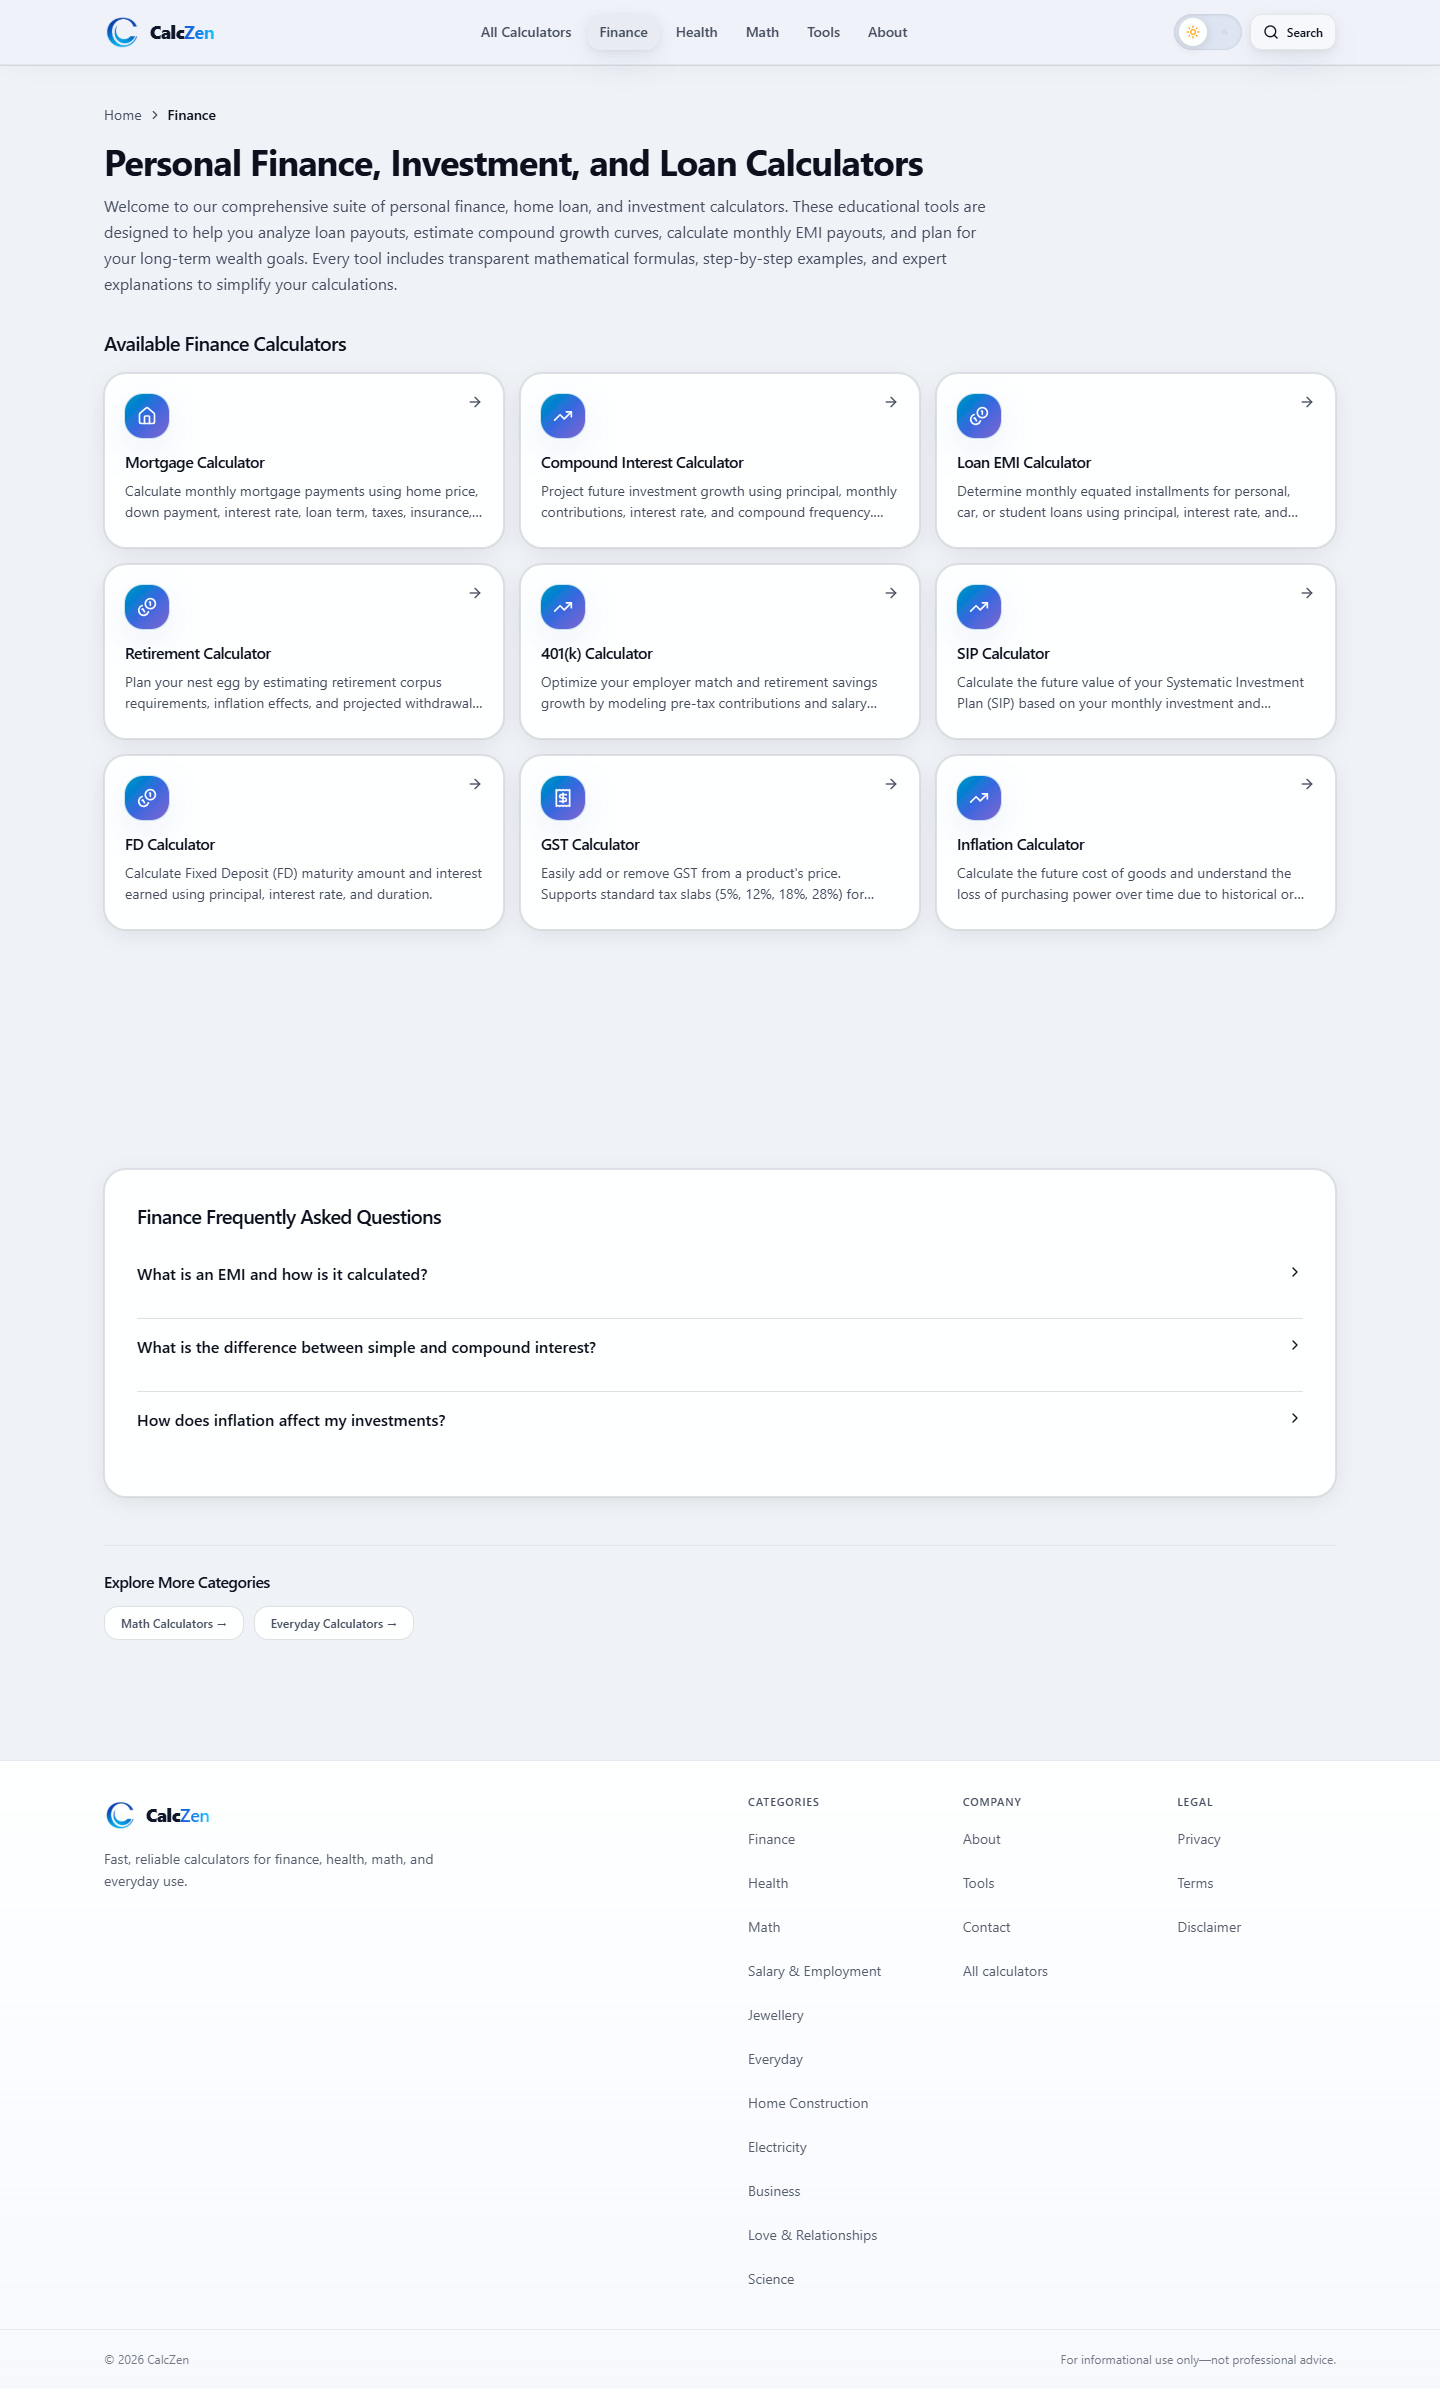 CalcZen
All Calculators
Finance
Health
Math
Tools
About
Search
Home
Finance
Personal Finance, Investment, and Loan Calculators
Welcome to our comprehensive suite of personal finance, home loan, and investment calculators. These educational tools are
designed to help you analyze loan payouts, estimate compound growth curves, calculate monthly EMI payouts, and plan for
your long-term wealth goals. Every tool includes transparent mathematical formulas, step-by-step examples, and expert
explanations to simplify your calculations.
Available Finance Calculators
Mortgage Calculator
Calculate monthly mortgage payments using home price,
down payment, interest rate, loan term, taxes, insurance,...
Compound Interest Calculator
Project future investment growth using principal, monthly
contributions, interest rate, and compound frequency....
Loan EMI Calculator
Determine monthly equated installments for personal,
car, or student loans using principal, interest rate, and...
Retirement Calculator
Plan your nest egg by estimating retirement corpus
requirements, inflation effects, and projected withdrawal...
401(k) Calculator
Optimize your employer match and retirement savings
growth by modeling pre-tax contributions and salary...
SIP Calculator
Calculate the future value of your Systematic Investment
Plan (SIP) based on your monthly investment and...
FD Calculator
Calculate Fixed Deposit (FD) maturity amount and interest
earned using principal, interest rate, and duration.
GST Calculator
Easily add or remove GST from a product's price.
Supports standard tax slabs (5%, 12%, 18%, 28%) for...
Inflation Calculator
Calculate the future cost of goods and understand the
loss of purchasing power over time due to historical or...
Finance Frequently Asked Questions
What is an EMI and how is it calculated?
What is the difference between simple and compound interest?
How does inflation affect my investments?
Explore More Categories
Math Calculators →
Everyday Calculators →
CalcZen
Fast, reliable calculators for finance, health, math, and
everyday use.
CATEGORIES
Finance
Health
Math
Salary & Employment
Jewellery
Everyday
Home Construction
Electricity
Business
Love & Relationships
Science
COMPANY
About
Tools
Contact
All calculators
LEGAL
Privacy
Terms
Disclaimer
© 2026 CalcZen
For informational use only—not professional advice.